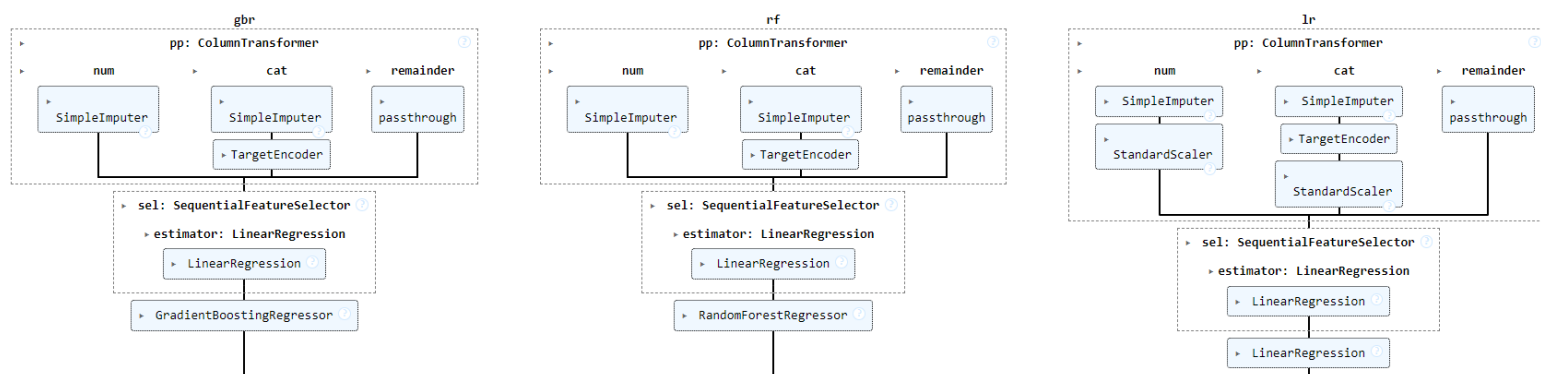 gbr
pp: ColumnTransformer ?
num cat remainder
SimpleImputer ?
SimpleImputer ?
passthrough
TargetEncoder
sel: SequentialFeatureSelector ?
estimator: LinearRegression
LinearRegression ?
GradientBoostingRegressor ?
rf
pp: ColumnTransformer ?
num cat remainder
SimpleImputer ?
SimpleImputer ?
passthrough
TargetEncoder
sel: SequentialFeatureSelector ?
estimator: LinearRegression
LinearRegression ?
RandomForestRegressor ?
lr
pp: ColumnTransformer ?
num cat remainder
SimpleImputer ?
StandardScaler ?
SimpleImputer ?
TargetEncoder
StandardScaler ?
passthrough
sel: SequentialFeatureSelector ?
estimator: LinearRegression
LinearRegression ?
LinearRegression ?